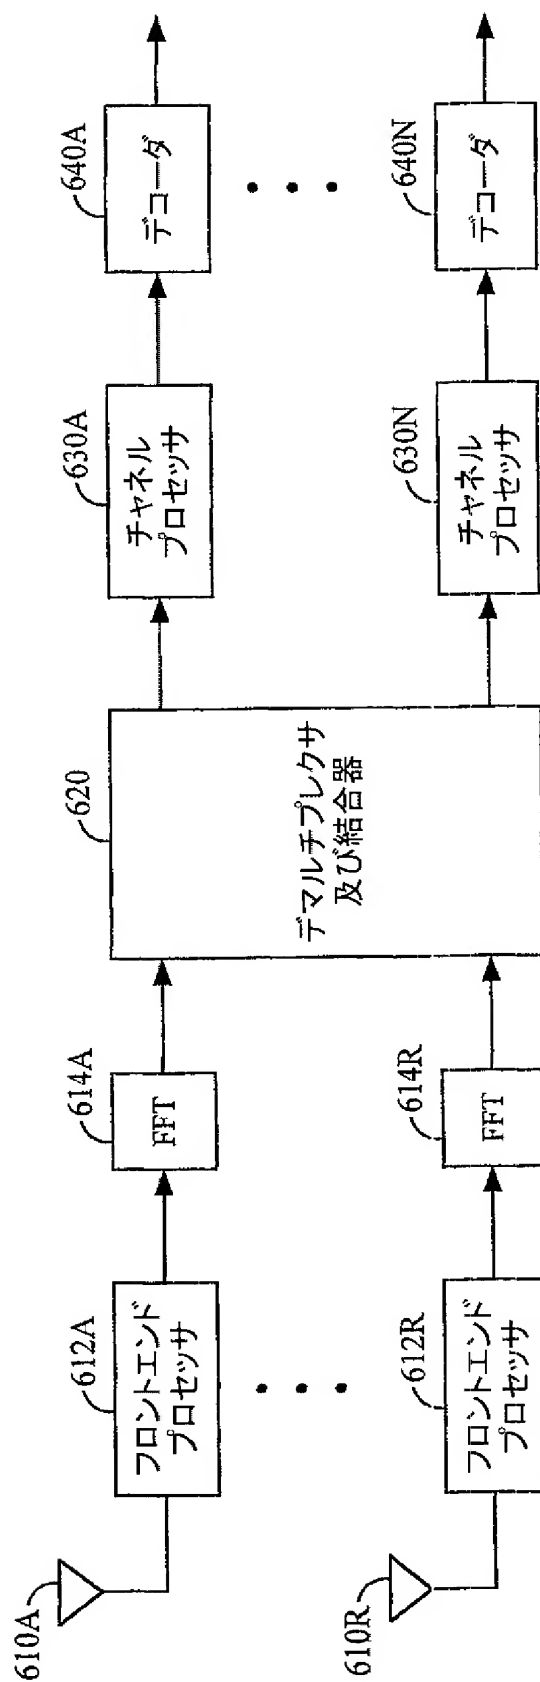 610A
612A
フロントエンド
プロセッサ
614A
FFT
620
デマルチプレクサ
及び結合器
630A
チャネル
プロセッサ
640A
デコーダ
610R
612R
フロントエンド
プロセッサ
614R
FFT
630N
チャネル
プロセッサ
640N
デコーダ